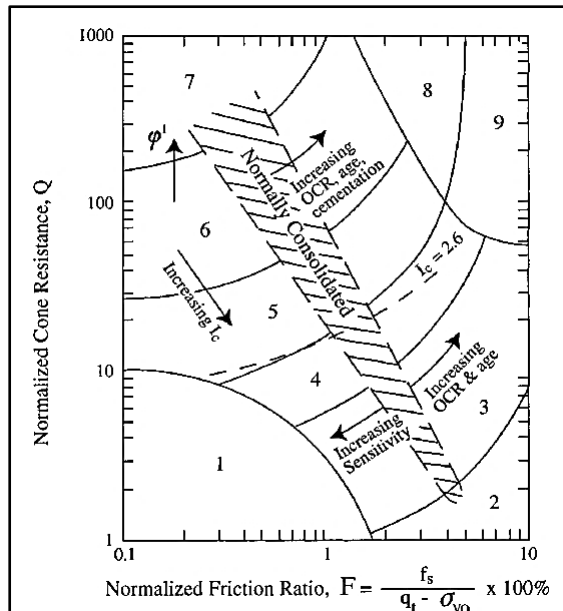 1000
7
8
9
φ'
Increasing
OCR, age,
cementation
Normally Consolidated
100
6
I_c = 2.6
Increasing I_c
5
Normalized Cone Resistance, Q
10
4
Increasing
OCR & age
3
Increasing
Sensitivity
1
2
1
0.1
1
10
Normalized Friction Ratio, F = f_s / q_t - σ_vo x 100%